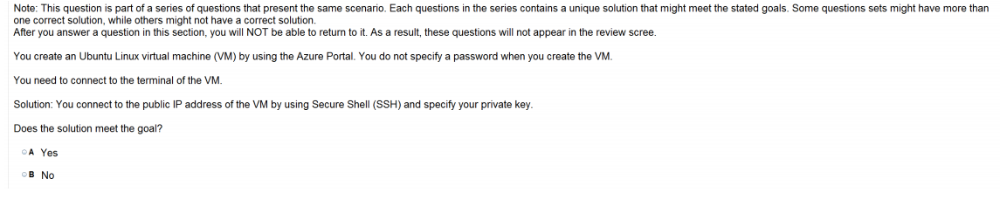 Note: This question is part of a series of questions that present the same scenario. Each questions in the series contains a unique solution that might meet the stated goals. Some questions sets might have more than
one correct solution, while others might not have a correct solution.
After you answer a question in this section, you will NOT be able to return to it. As a result, these questions will not appear in the review scree.
You create an Ubuntu Linux virtual machine (VM) by using the Azure Portal. You do not specify a password when you create the VM.
You need to connect to the terminal of the VM.
Solution: You connect to the public IP address of the VM by using Secure Shell (SSH) and specify your private key.
Does the solution meet the goal?
A Yes
B No